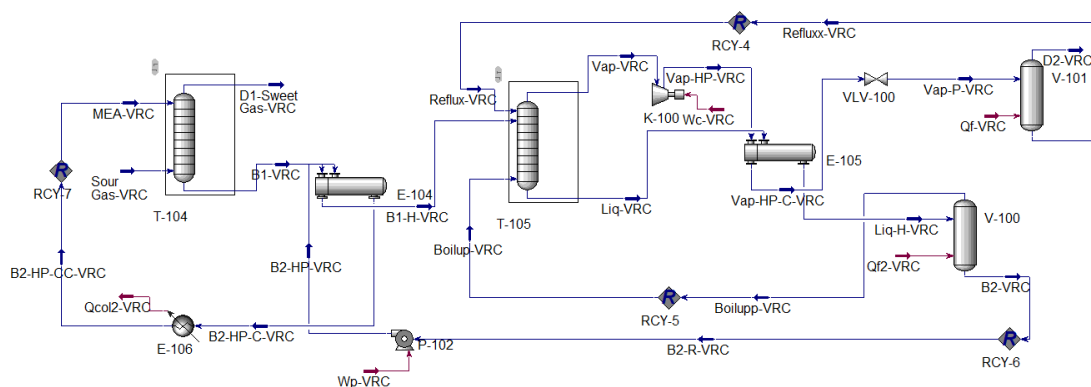 RCY-4
Refluxx-VRC
D2-VRC
V-101
Vap-VRC
Vap-HP-VRC
Reflux-VRC
VLV-100
Vap-P-VRC
D1-Sweet
Gas-VRC
MEA-VRC
K-100
Wc-VRC
Qf-VRC
R
RCY-7
Sour
Gas-VRC
B1-VRC
E-104
E-105
T-104
B1-H-VRC
T-105
Liq-VRC
Vap-HP-C-VRC
V-100
Liq-H-VRC
Boilup-VRC
B2-HP-VRC
B2-HP-CC-VRC
Qf2-VRC
B2-VRC
Qcol2-VRC
RCY-5
Boilupp-VRC
E-106
B2-HP-C-VRC
P-102
B2-R-VRC
RCY-6
Wp-VRC
R
R
R